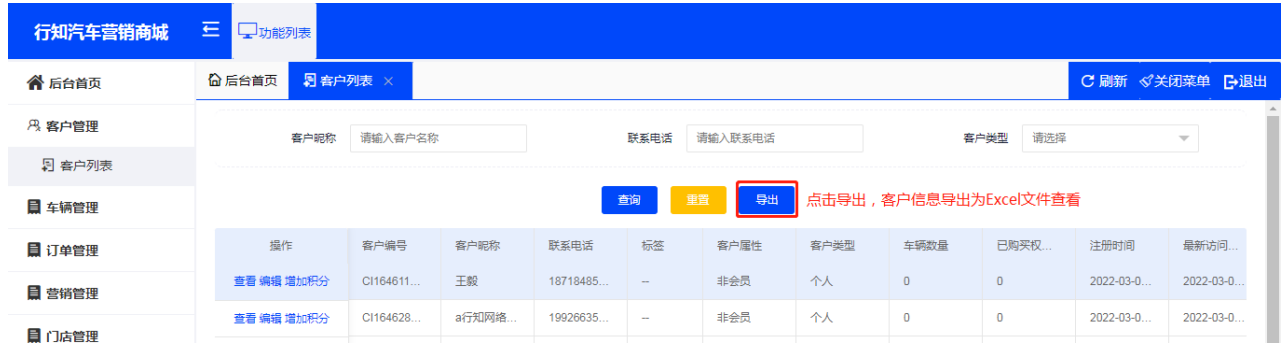 行知汽车营销商城 功能列表
后台首页 后台首页 客户列表 × 刷新 关闭菜单 退出
客户管理
客户昵称 请输入客户名称 联系电话 请输入联系电话 客户类型 请选择
客户列表
查询 重置 导出 点击导出，客户信息导出为Excel文件查看
车辆管理
操作 客户编号 客户昵称 联系电话 标签 客户属性 客户类型 车辆数量 已购买权... 注册时间 最新访问...
订单管理
查看 编辑 增加积分 CI164611... 王毅 18718485... -- 非会员 个人 0 0 2022-03-0... 2022-03-0...
营销管理
查看 编辑 增加积分 CI164628... a行知网络... 19926635... -- 非会员 个人 0 0 2022-03-0... 2022-03-0...
门店管理